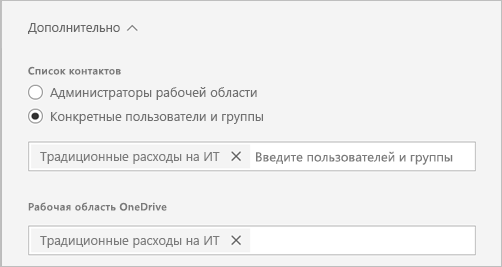 Дополнительно
Список контактов
Администраторы рабочей области
Конкретные пользователи и группы
Традиционные расходы на ИТ Введите пользователей и группы
Рабочая область OneDrive
Традиционные расходы на ИТ